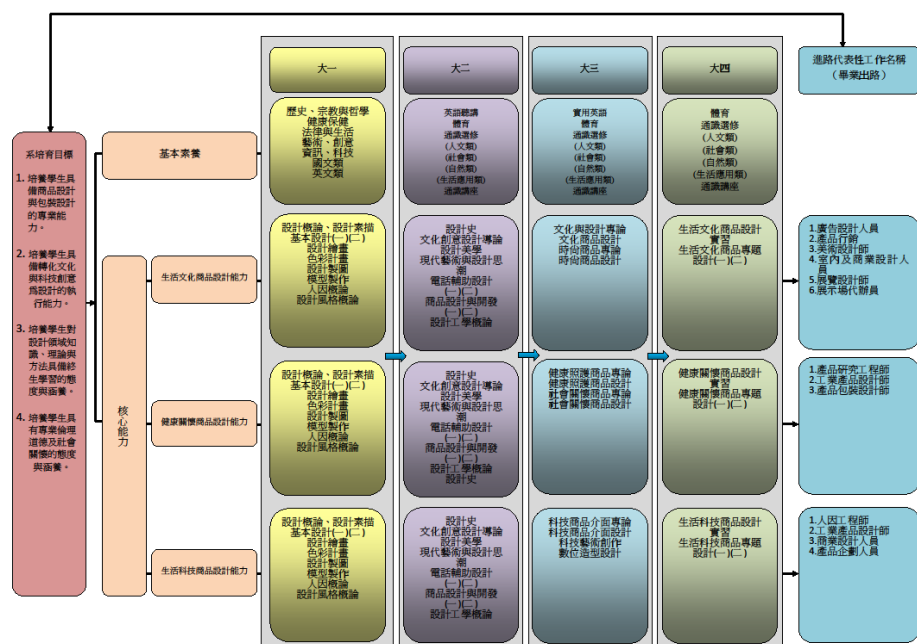 大一
大二
大三
大四
進路代表性工作名稱
（畢業出路）
系培育目標
1. 培養學生具
備商品設計
與包裝設計
的專業能
力。
2. 培養學生具
備轉化文化
與科技創意
為設計的執
行能力。
3. 培養學生對
設計領域知
識、理論與
方法具備終
生學習的態
度與涵養。
4. 培養學生具
有專業倫理
道德及社會
關懷的態度
與涵養。
基本素養
歷史、宗教與哲學
健康保健
法律與生活
藝術、創意
資訊、科技
國文類
英文類
英語聽講
體育
通識選修
(人文類)
(社會類)
(自然類)
(生活應用類)
通識講座
實用英語
體育
通識選修
(人文類)
(社會類)
(自然類)
(生活應用類)
通識講座
體育
通識選修
(人文類)
(社會類)
(自然類)
(生活應用類)
通識講座
核心能力
生活文化商品設計能力
設計概論、設計素描
基本設計(一)(二)
設計繪畫
色彩計畫
設計製圖
模型製作
人因概論
設計風格概論
設計史
文化創意設計導論
設計美學
現代藝術與設計思
潮
電話輔助設計
(一)(二)
商品設計與開發
(一)(二)
設計工學概論
文化與設計專論
文化商品設計
時尚商品專論
時尚商品設計
生活文化商品設計
實習
生活文化商品專題
設計(一)(二)
1.廣告設計人員
2.產品行銷
3.美術設計師
4.室內及商業設計人
員
5.展覽設計師
6.展示場代辦員
健康關懷商品設計能力
設計概論、設計素描
基本設計(一)(二)
設計繪畫
色彩計畫
設計製圖
模型製作
人因概論
設計風格概論
設計史
文化創意設計導論
設計美學
現代藝術與設計思
潮
電話輔助設計
(一)(二)
商品設計與開發
(一)(二)
設計工學概論
設計史
健康照護商品專論
健康照護商品設計
社會關懷商品專論
社會關懷商品設計
健康關懷商品設計
實習
健康關懷商品專題
設計(一)(二)
1.產品研究工程師
2.工業產品設計師
3.產品包裝設計師
生活科技商品設計能力
設計概論、設計素描
基本設計(一)(二)
設計繪畫
色彩計畫
設計製圖
模型製作
人因概論
設計風格概論
設計史
文化創意設計導論
設計美學
現代藝術與設計思
潮
電話輔助設計
(一)(二)
商品設計與開發
(一)(二)
設計工學概論
科技商品介面專論
科技商品介面設計
科技藝術創作
數位造型設計
生活科技商品設計
實習
生活科技商品專題
設計(一)(二)
1.人因工程師
2.工業產品設計師
3.商業設計人員
4.產品企劃人員